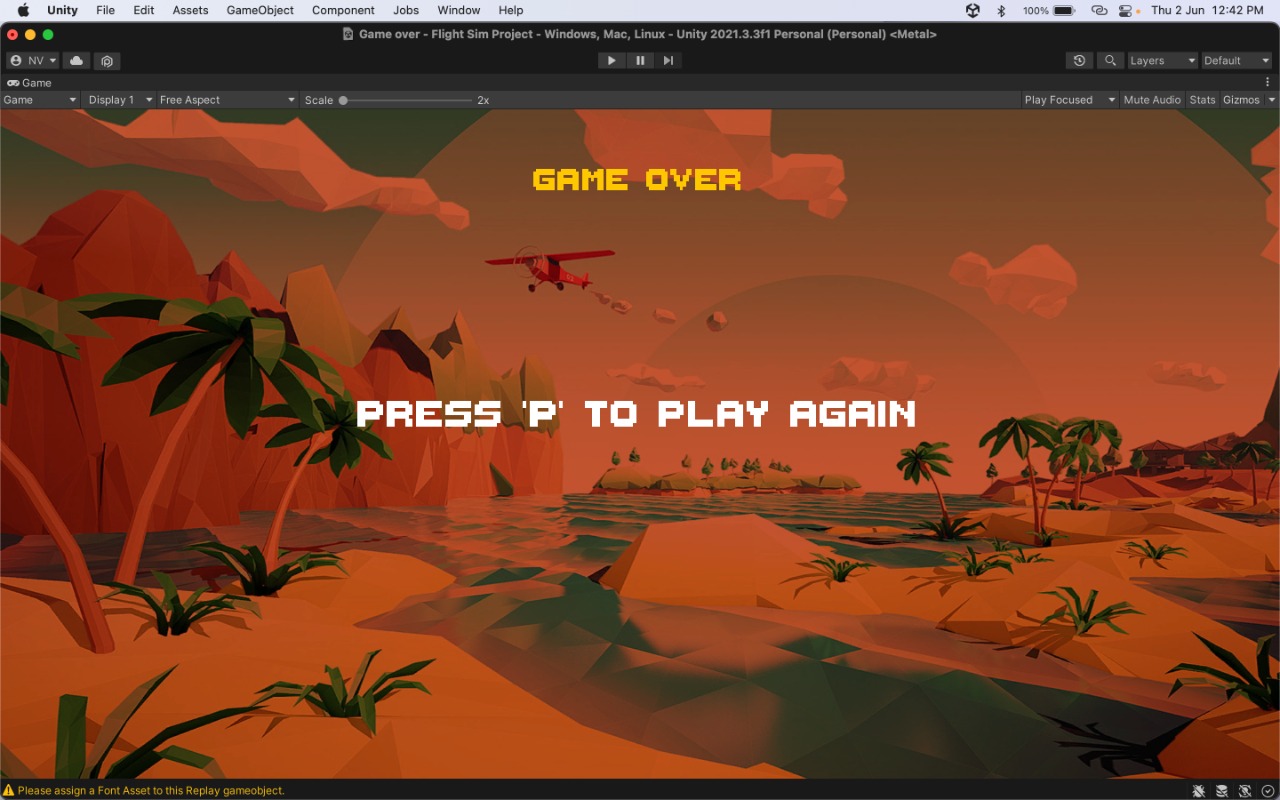 Unity File Edit Assets GameObject Component Jobs Window Help 100% Thu 2 Jun 12:42 PM
Game over - Flight Sim Project - Windows, Mac, Linux - Unity 2021.3.3f1 Personal (Personal) <Metal>
NV Layers Default
Game
Game Display 1 Free Aspect Scale 2x Play Focused Mute Audio Stats Gizmos
GAME OVER
PRESS 'P' TO PLAY AGAIN
Please assign a Font Asset to this Replay gameobject.